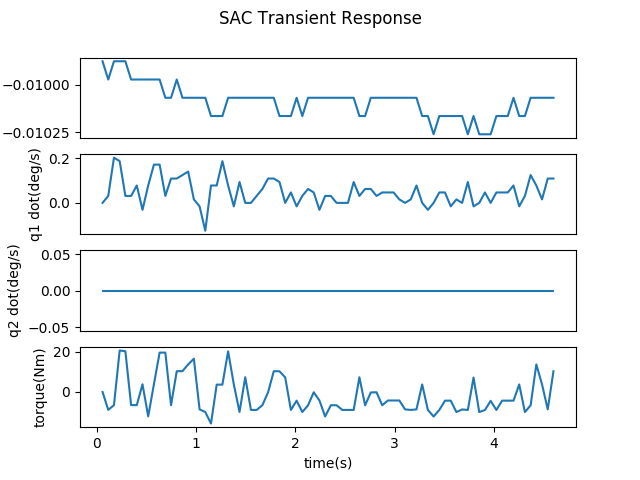 SAC Transient Response
−0.01000
−0.01025
q1 dot(deg/s)
0.2
0.0
q2 dot(deg/s)
0.05
0.00
−0.05
torque(Nm)
20
0
0
1
2
3
4
time(s)